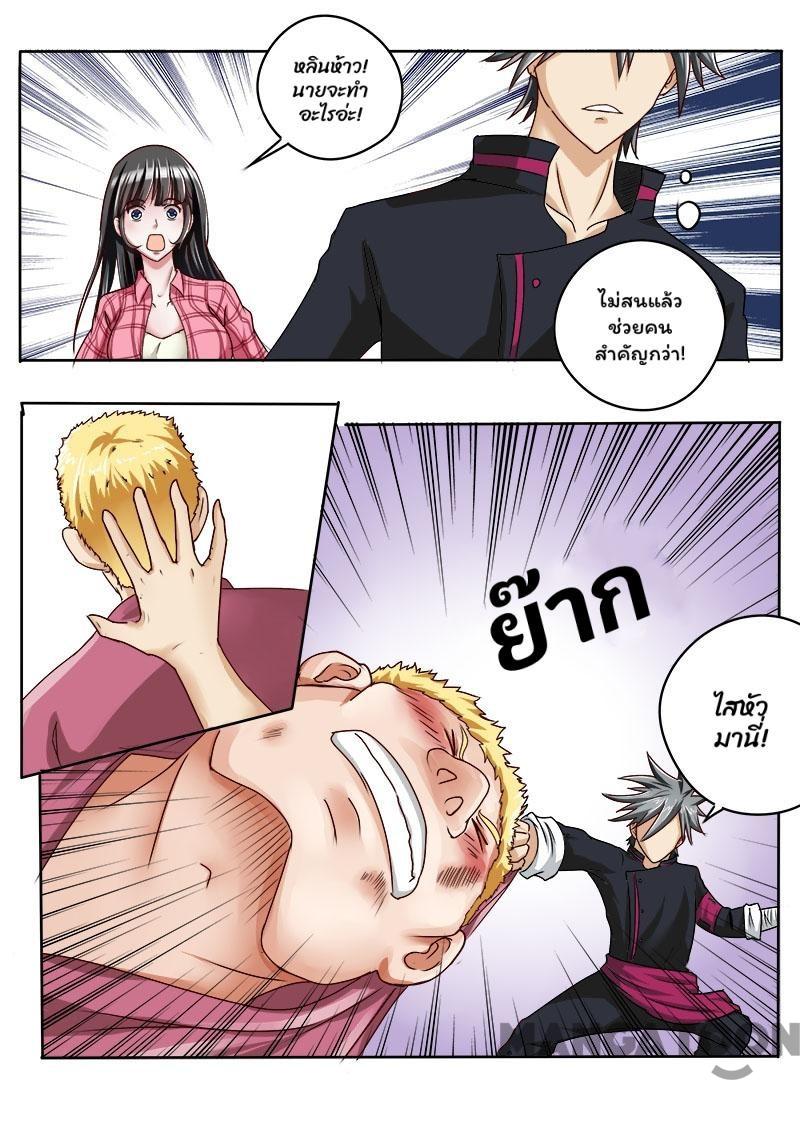 หลินห้าว!
นายจะทำ
อะไรอ่ะ!
ไม่สนแล้ว
ช่วยคน
สำคัญกว่า!
ย๊าก
ไสหัว
มานี่!
MANGATOON